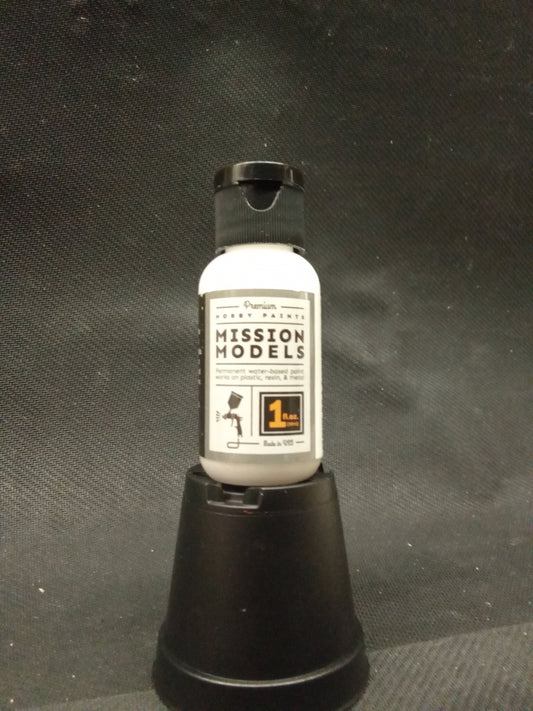 Premium
HOBBY PAINTS
MISSION
MODELS
Permanent water-based paint
works on plastic, resin, & metal
1 fl.oz.
(30ml)
Made in USA